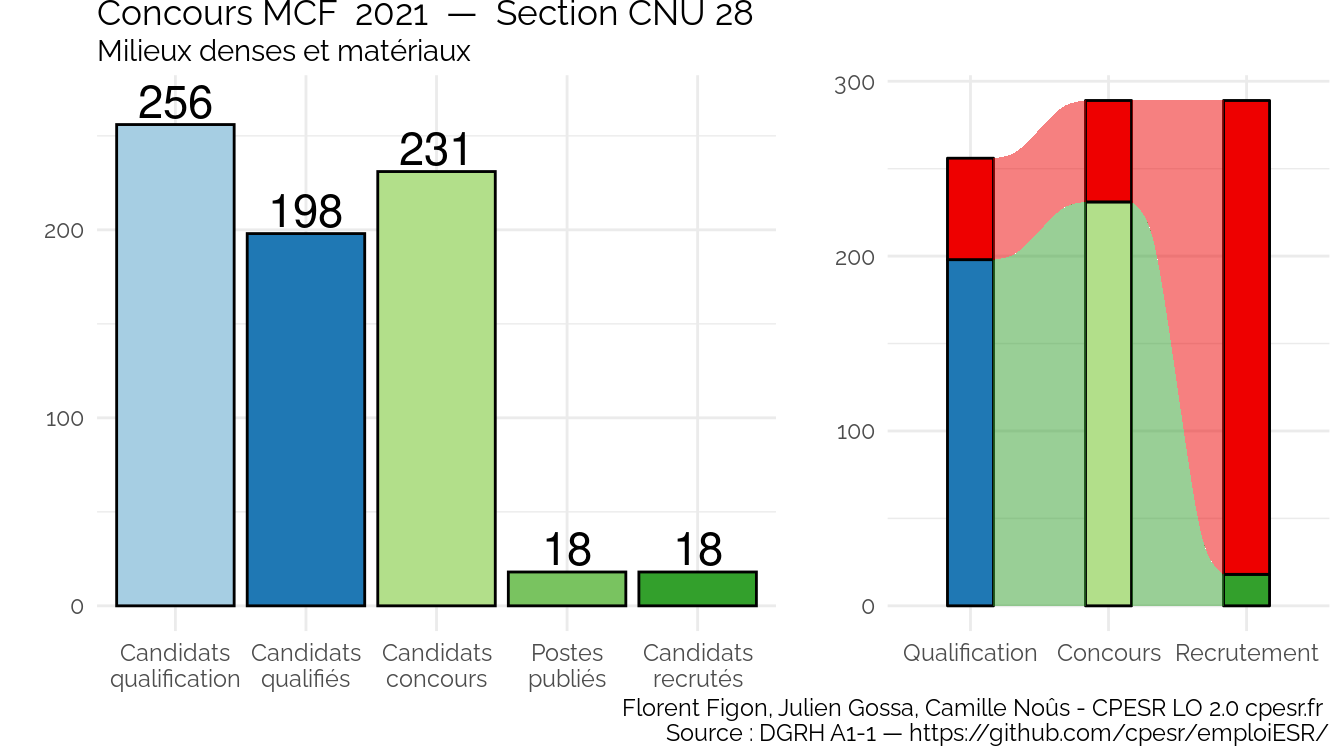 Concours MCF 2021 — Section CNU 28
Milieux denses et matériaux
256
198
231
18
18
200
100
0
Candidats qualification
Candidats qualifiés
Candidats concours
Postes publiés
Candidats recrutés
300
200
100
0
Qualification
Concours
Recrutement
Florent Figon, Julien Gossa, Camille Noûs - CPESR LO 2.0 cpesr.fr
Source : DGRH A1-1 — https://github.com/cpesr/emploiESR/